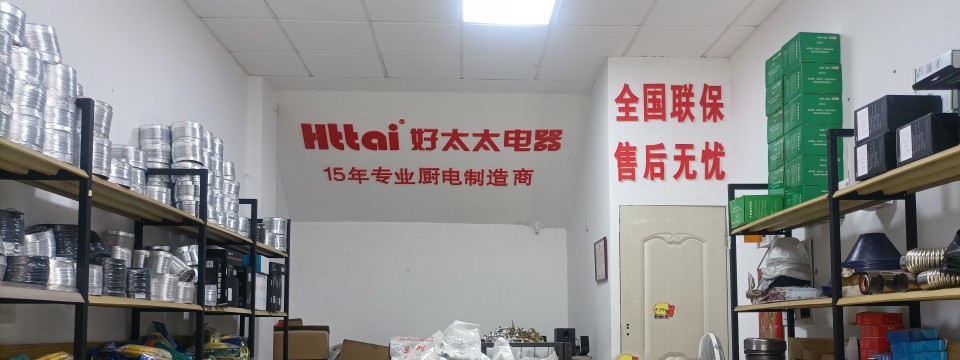 Httai® 好太太电器
15年专业厨电制造商
全国联保
售后无忧